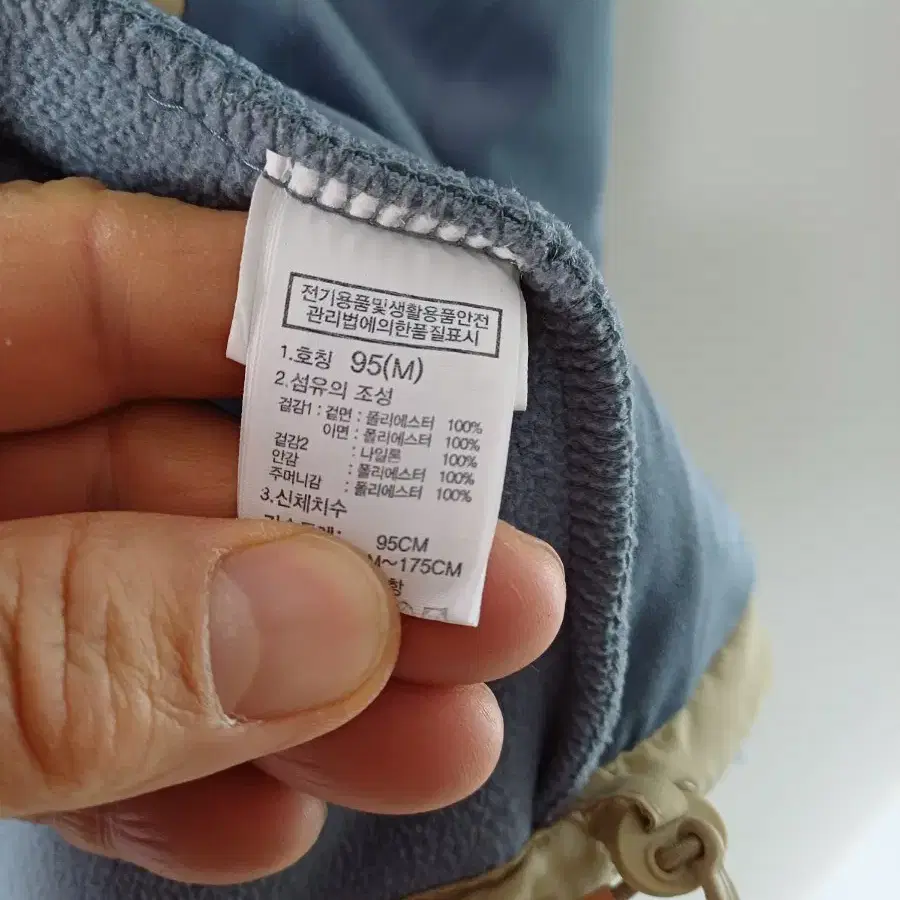 전기용품및생활용품안전
관리법에의한품질표시
1.호칭 95(M)
2.섬유의 조성
겉감1 : 겉면 : 폴리에스터 100%
이면 : 폴리에스터 100%
겉감2 : 나일론 100%
안감 : 폴리에스터 100%
주머니감 : 폴리에스터 100%
3.신체치수
95CM
M~175CM